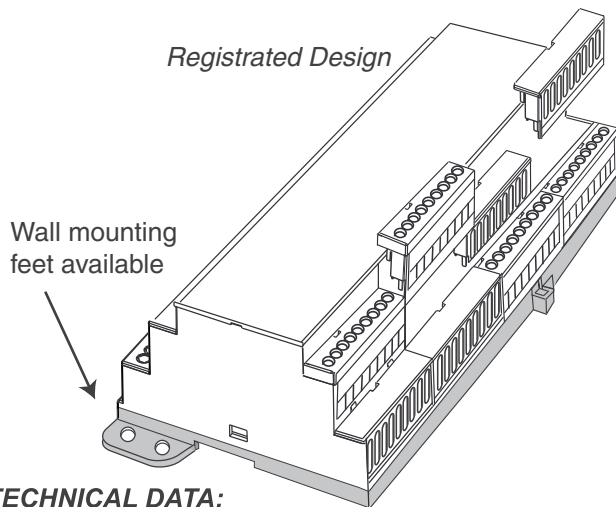 Registrated Design
Wall mounting
feet available
TECHNICAL DATA: